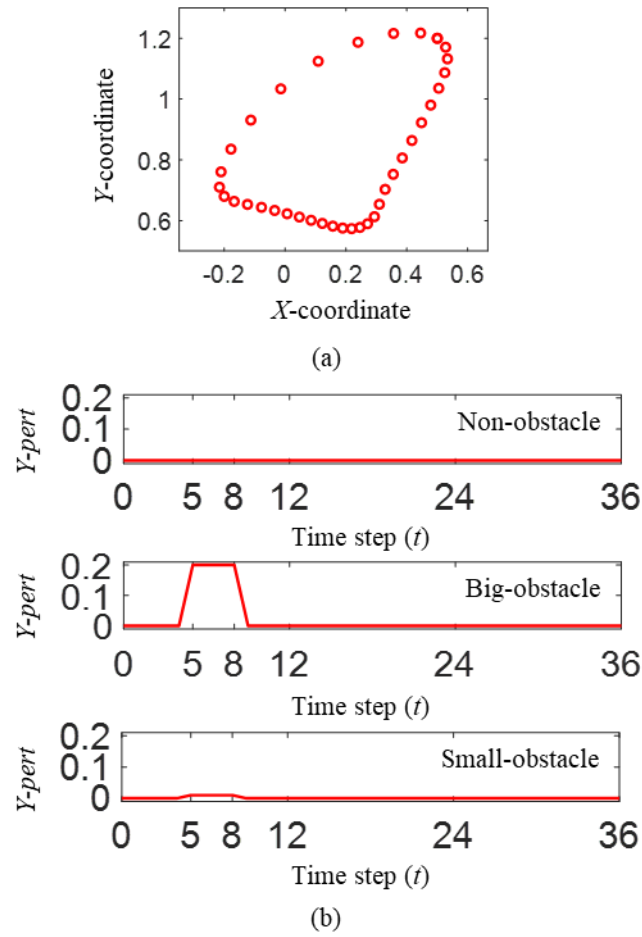 1.2
1
0.8
0.6
Y-coordinate
-0.2 0 0.2 0.4 0.6
X-coordinate
(a)
0.2
0.1
0
Y-pert
Non-obstacle
0 5 8 12 24 36
Time step (t)
0.2
0.1
0
Y-pert
Big-obstacle
0 5 8 12 24 36
Time step (t)
0.2
0.1
0
Y-pert
Small-obstacle
0 5 8 12 24 36
Time step (t)
(b)